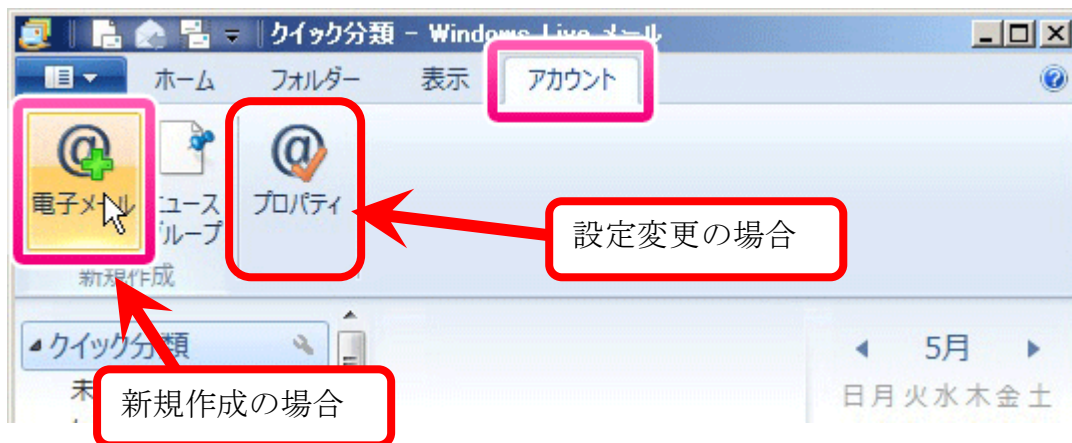 クイック分類 - Windows Live メール
ホーム フォルダー 表示 アカウント
電子メール ニュース プロパティ
グループ
設定変更の場合
新規作成
クイック分類 5月
未
新規作成の場合 日月火水木金土